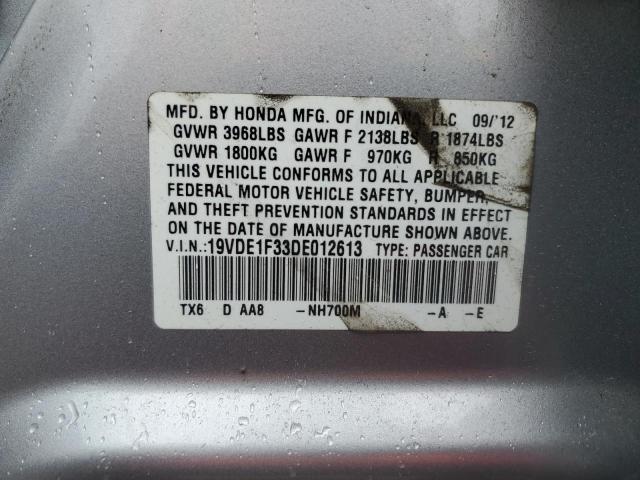 MFD. BY HONDA MFG. OF INDIANA, LLC 09/'12
GVWR 3968LBS GAWR F 2138LBS R 1874LBS
GVWR 1800KG GAWR F 970KG R 850KG
THIS VEHICLE CONFORMS TO ALL APPLICABLE
FEDERAL MOTOR VEHICLE SAFETY, BUMPER,
AND THEFT PREVENTION STANDARDS IN EFFECT
ON THE DATE OF MANUFACTURE SHOWN ABOVE.
V.I.N.:19VDE1F33DE012613 TYPE: PASSENGER CAR
TX6 D AA8 -NH700M -A -E